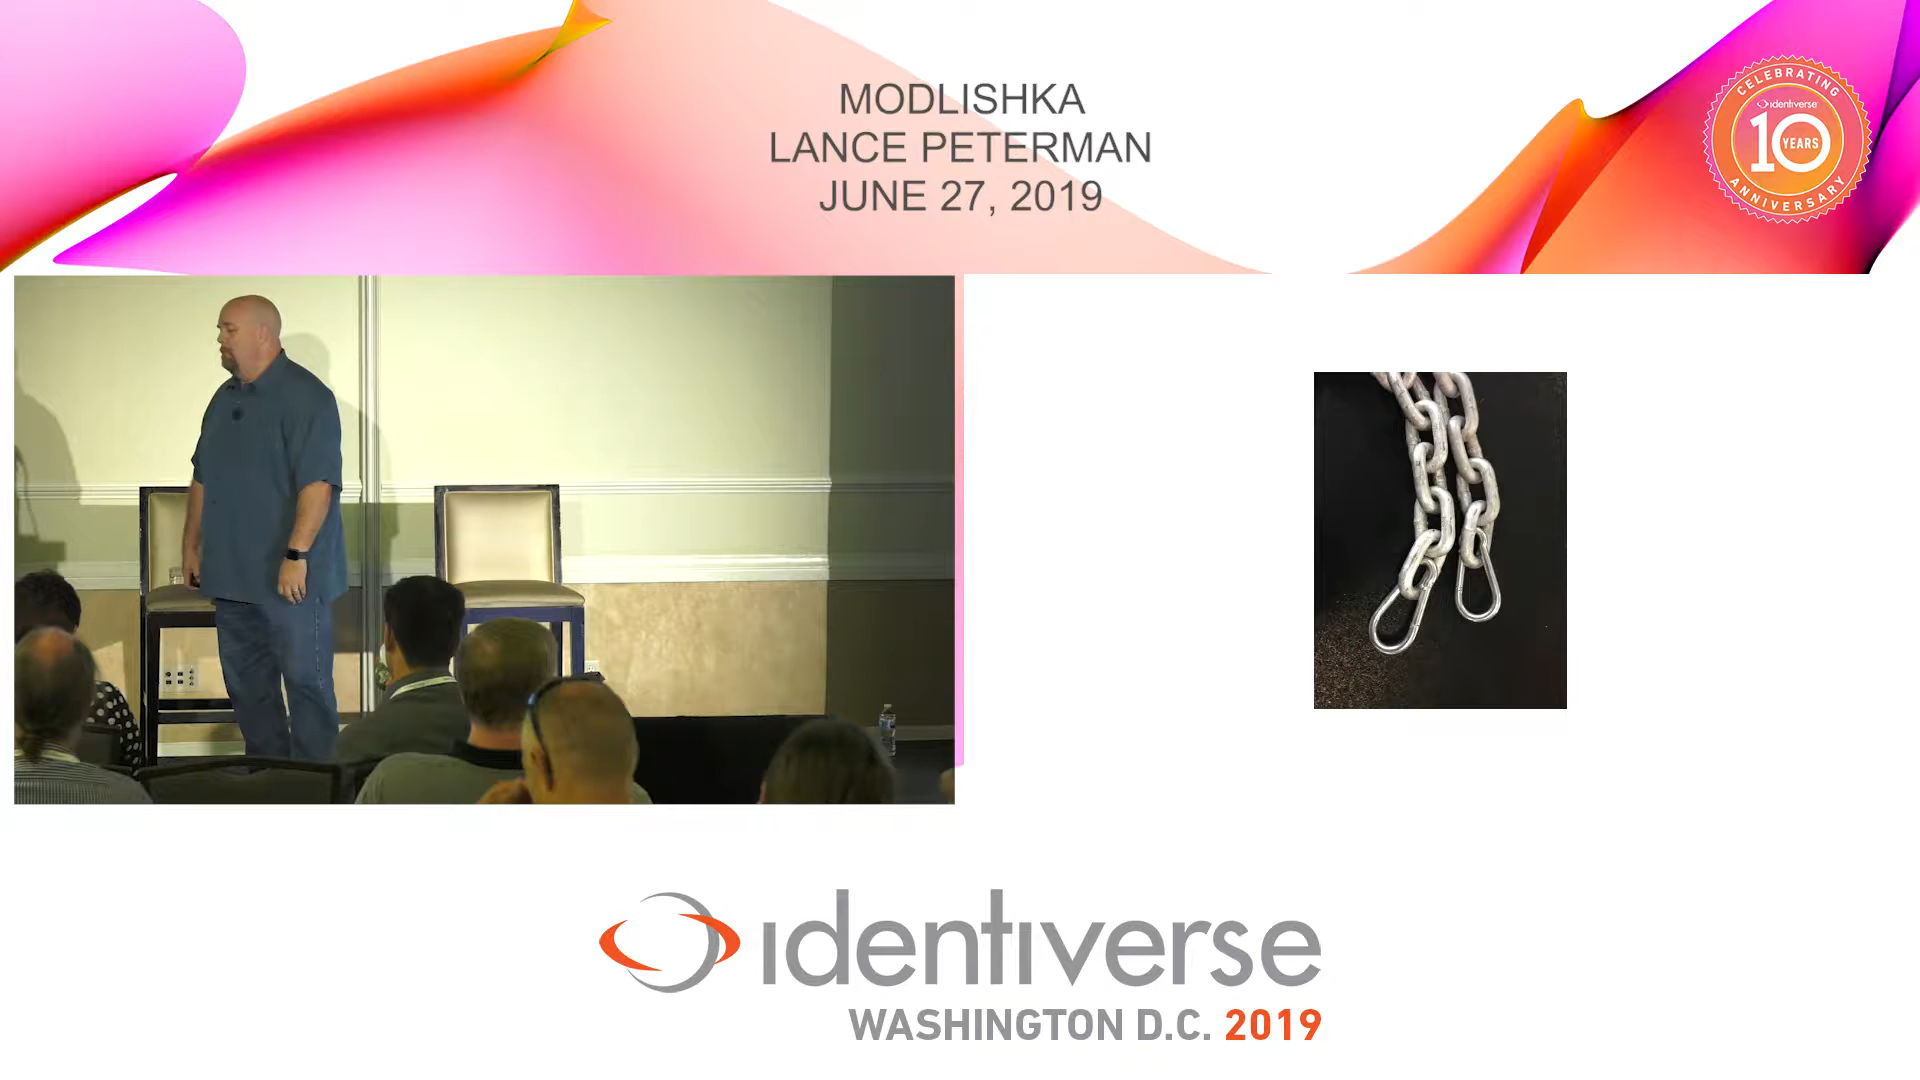 MODLISHKA
LANCE PETERMAN
JUNE 27, 2019
CELEBRATING
identiverse
10 YEARS
ANNIVERSARY
identiverse
WASHINGTON D.C. 2019